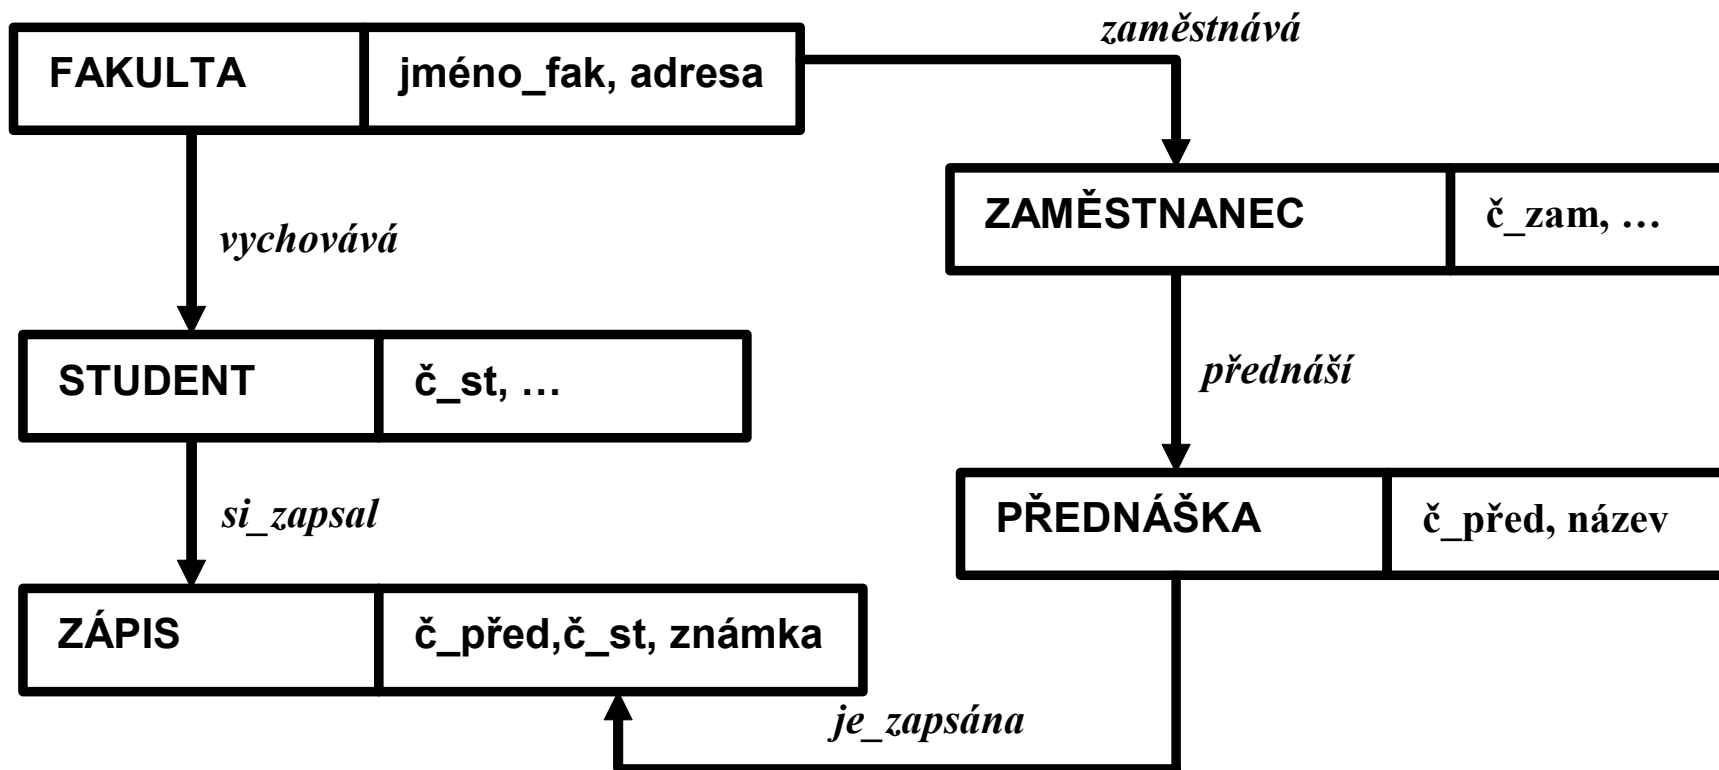 zaměstnává
FAKULTA jméno_fak, adresa
ZAMĚSTNANEC č_zam, …
vychovává
STUDENT č_st, …
přednáší
si_zapsal
PŘEDNÁŠKA č_před, název
ZÁPIS č_před,č_st, známka
je_zapsána